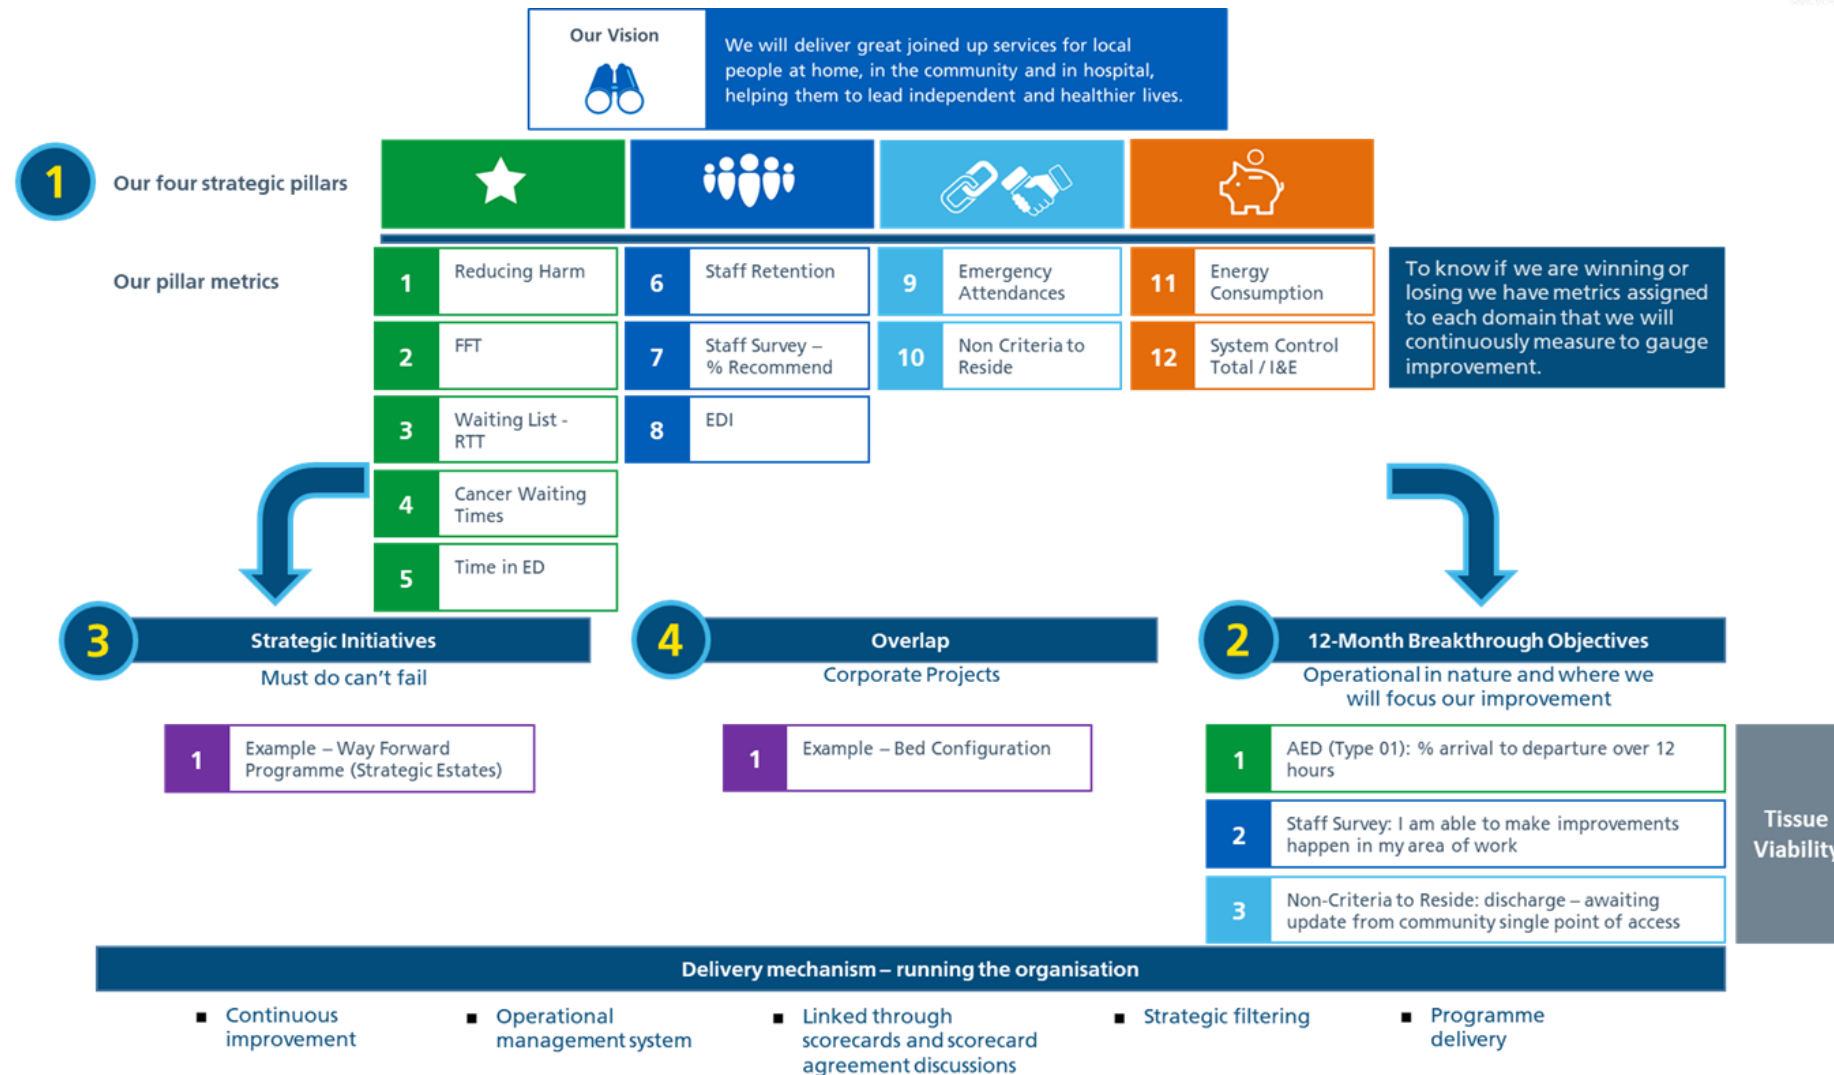 Our Vision
We will deliver great joined up services for local
people at home, in the community and in hospital,
helping them to lead independent and healthier lives.
1
Our four strategic pillars
Our pillar metrics
1
Reducing Harm
2
FFT
3
Waiting List -
RTT
4
Cancer Waiting
Times
5
Time in ED
6
Staff Retention
7
Staff Survey –
% Recommend
8
EDI
9
Emergency
Attendances
10
Non Criteria to
Reside
11
Energy
Consumption
12
System Control
Total / I&E
To know if we are winning or
losing we have metrics assigned
to each domain that we will
continuously measure to gauge
improvement.
3
Strategic Initiatives
Must do can't fail
1
Example – Way Forward
Programme (Strategic Estates)
4
Overlap
Corporate Projects
1
Example – Bed Configuration
2
12-Month Breakthrough Objectives
Operational in nature and where we
will focus our improvement
1
AED (Type 01): % arrival to departure over 12
hours
2
Staff Survey: I am able to make improvements
happen in my area of work
3
Non-Criteria to Reside: discharge – awaiting
update from community single point of access
Tissue
Viability
Delivery mechanism – running the organisation
■ Continuous
improvement
■ Operational
management system
■ Linked through
scorecards and scorecard
agreement discussions
■ Strategic filtering
■ Programme
delivery